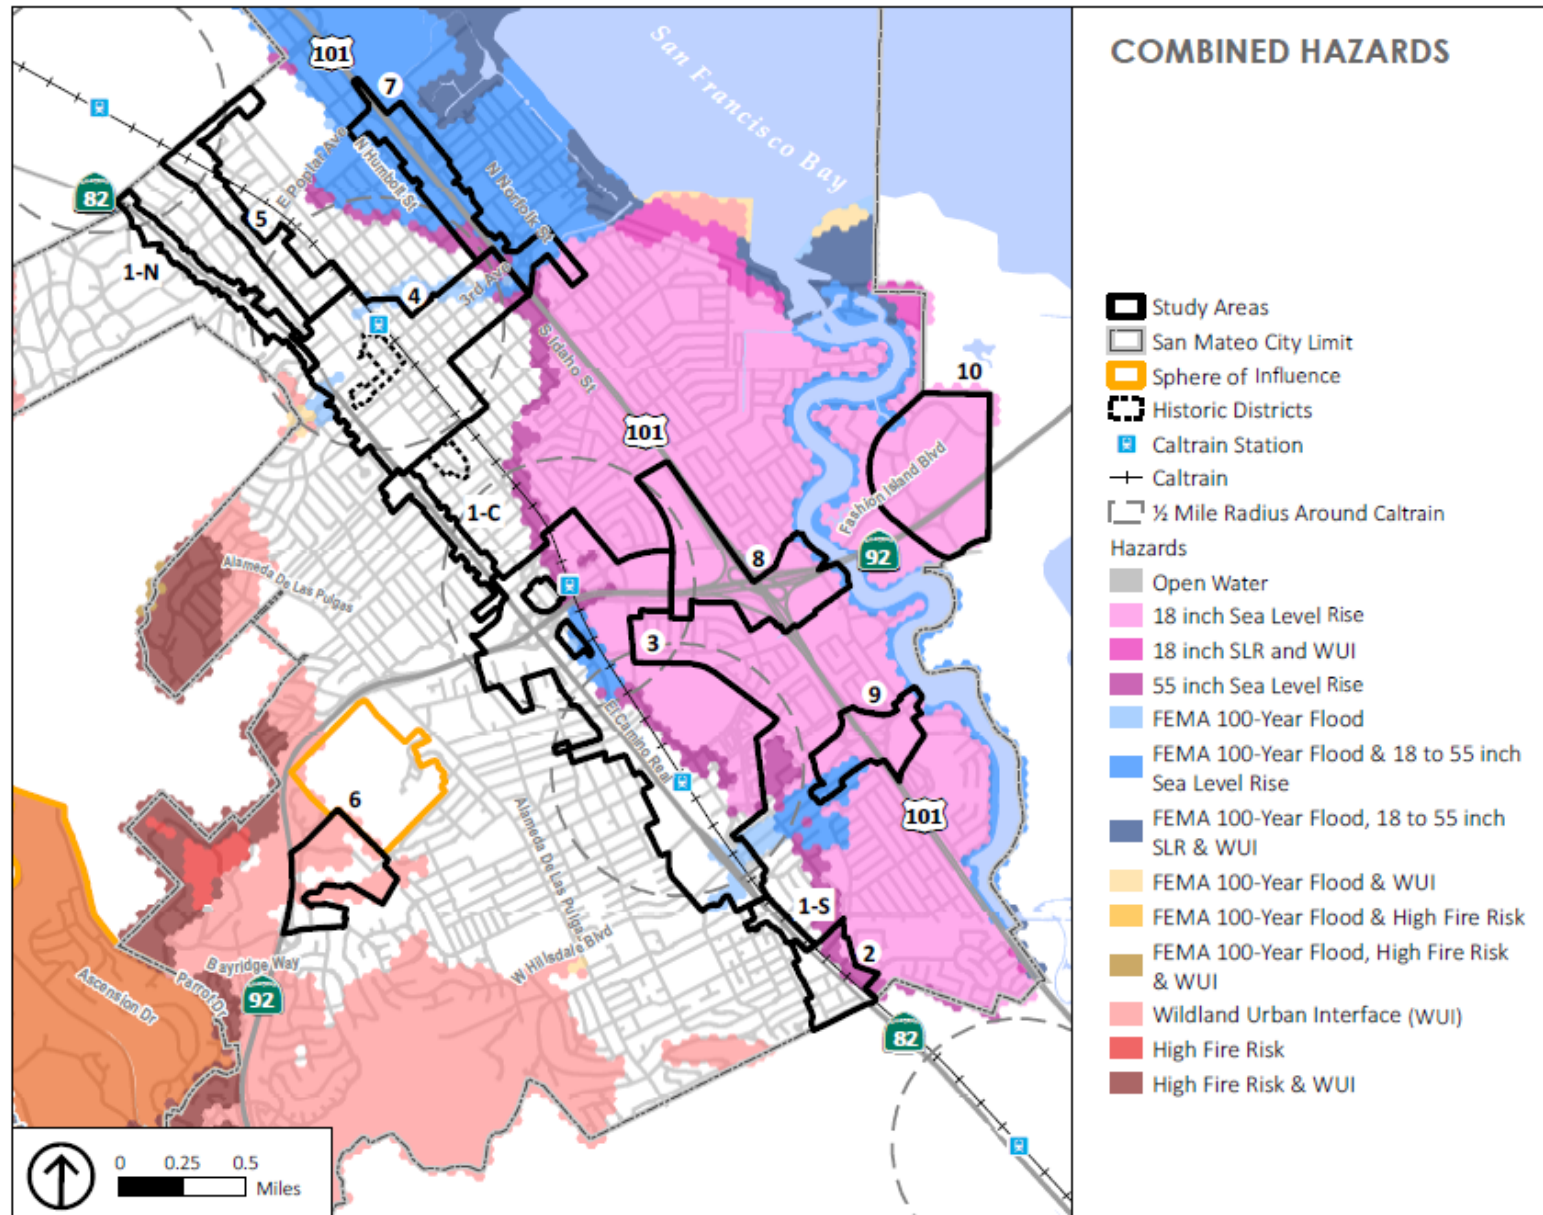 COMBINED HAZARDS
101
7
San Francisco Bay
E Poplar Ave
N Humbolt St
N Norfolk St
82
5
1-N
4
3rd Ave
S Idaho St
10
101
Fashion Island Blvd
1-C
8
92
Alameda De Las Pulgas
3
9
El Camino Real
6
101
Alameda De Las Pulgas
1-S
W Hillsdale Blvd
2
Bayridge Way
Parrot Dr
Ascension Dr
92
82
0 0.25 0.5
Miles
Study Areas
San Mateo City Limit
Sphere of Influence
Historic Districts
Caltrain Station
Caltrain
½ Mile Radius Around Caltrain
Hazards
Open Water
18 inch Sea Level Rise
18 inch SLR and WUI
55 inch Sea Level Rise
FEMA 100-Year Flood
FEMA 100-Year Flood & 18 to 55 inch
Sea Level Rise
FEMA 100-Year Flood, 18 to 55 inch
SLR & WUI
FEMA 100-Year Flood & WUI
FEMA 100-Year Flood & High Fire Risk
FEMA 100-Year Flood, High Fire Risk
& WUI
Wildland Urban Interface (WUI)
High Fire Risk
High Fire Risk & WUI